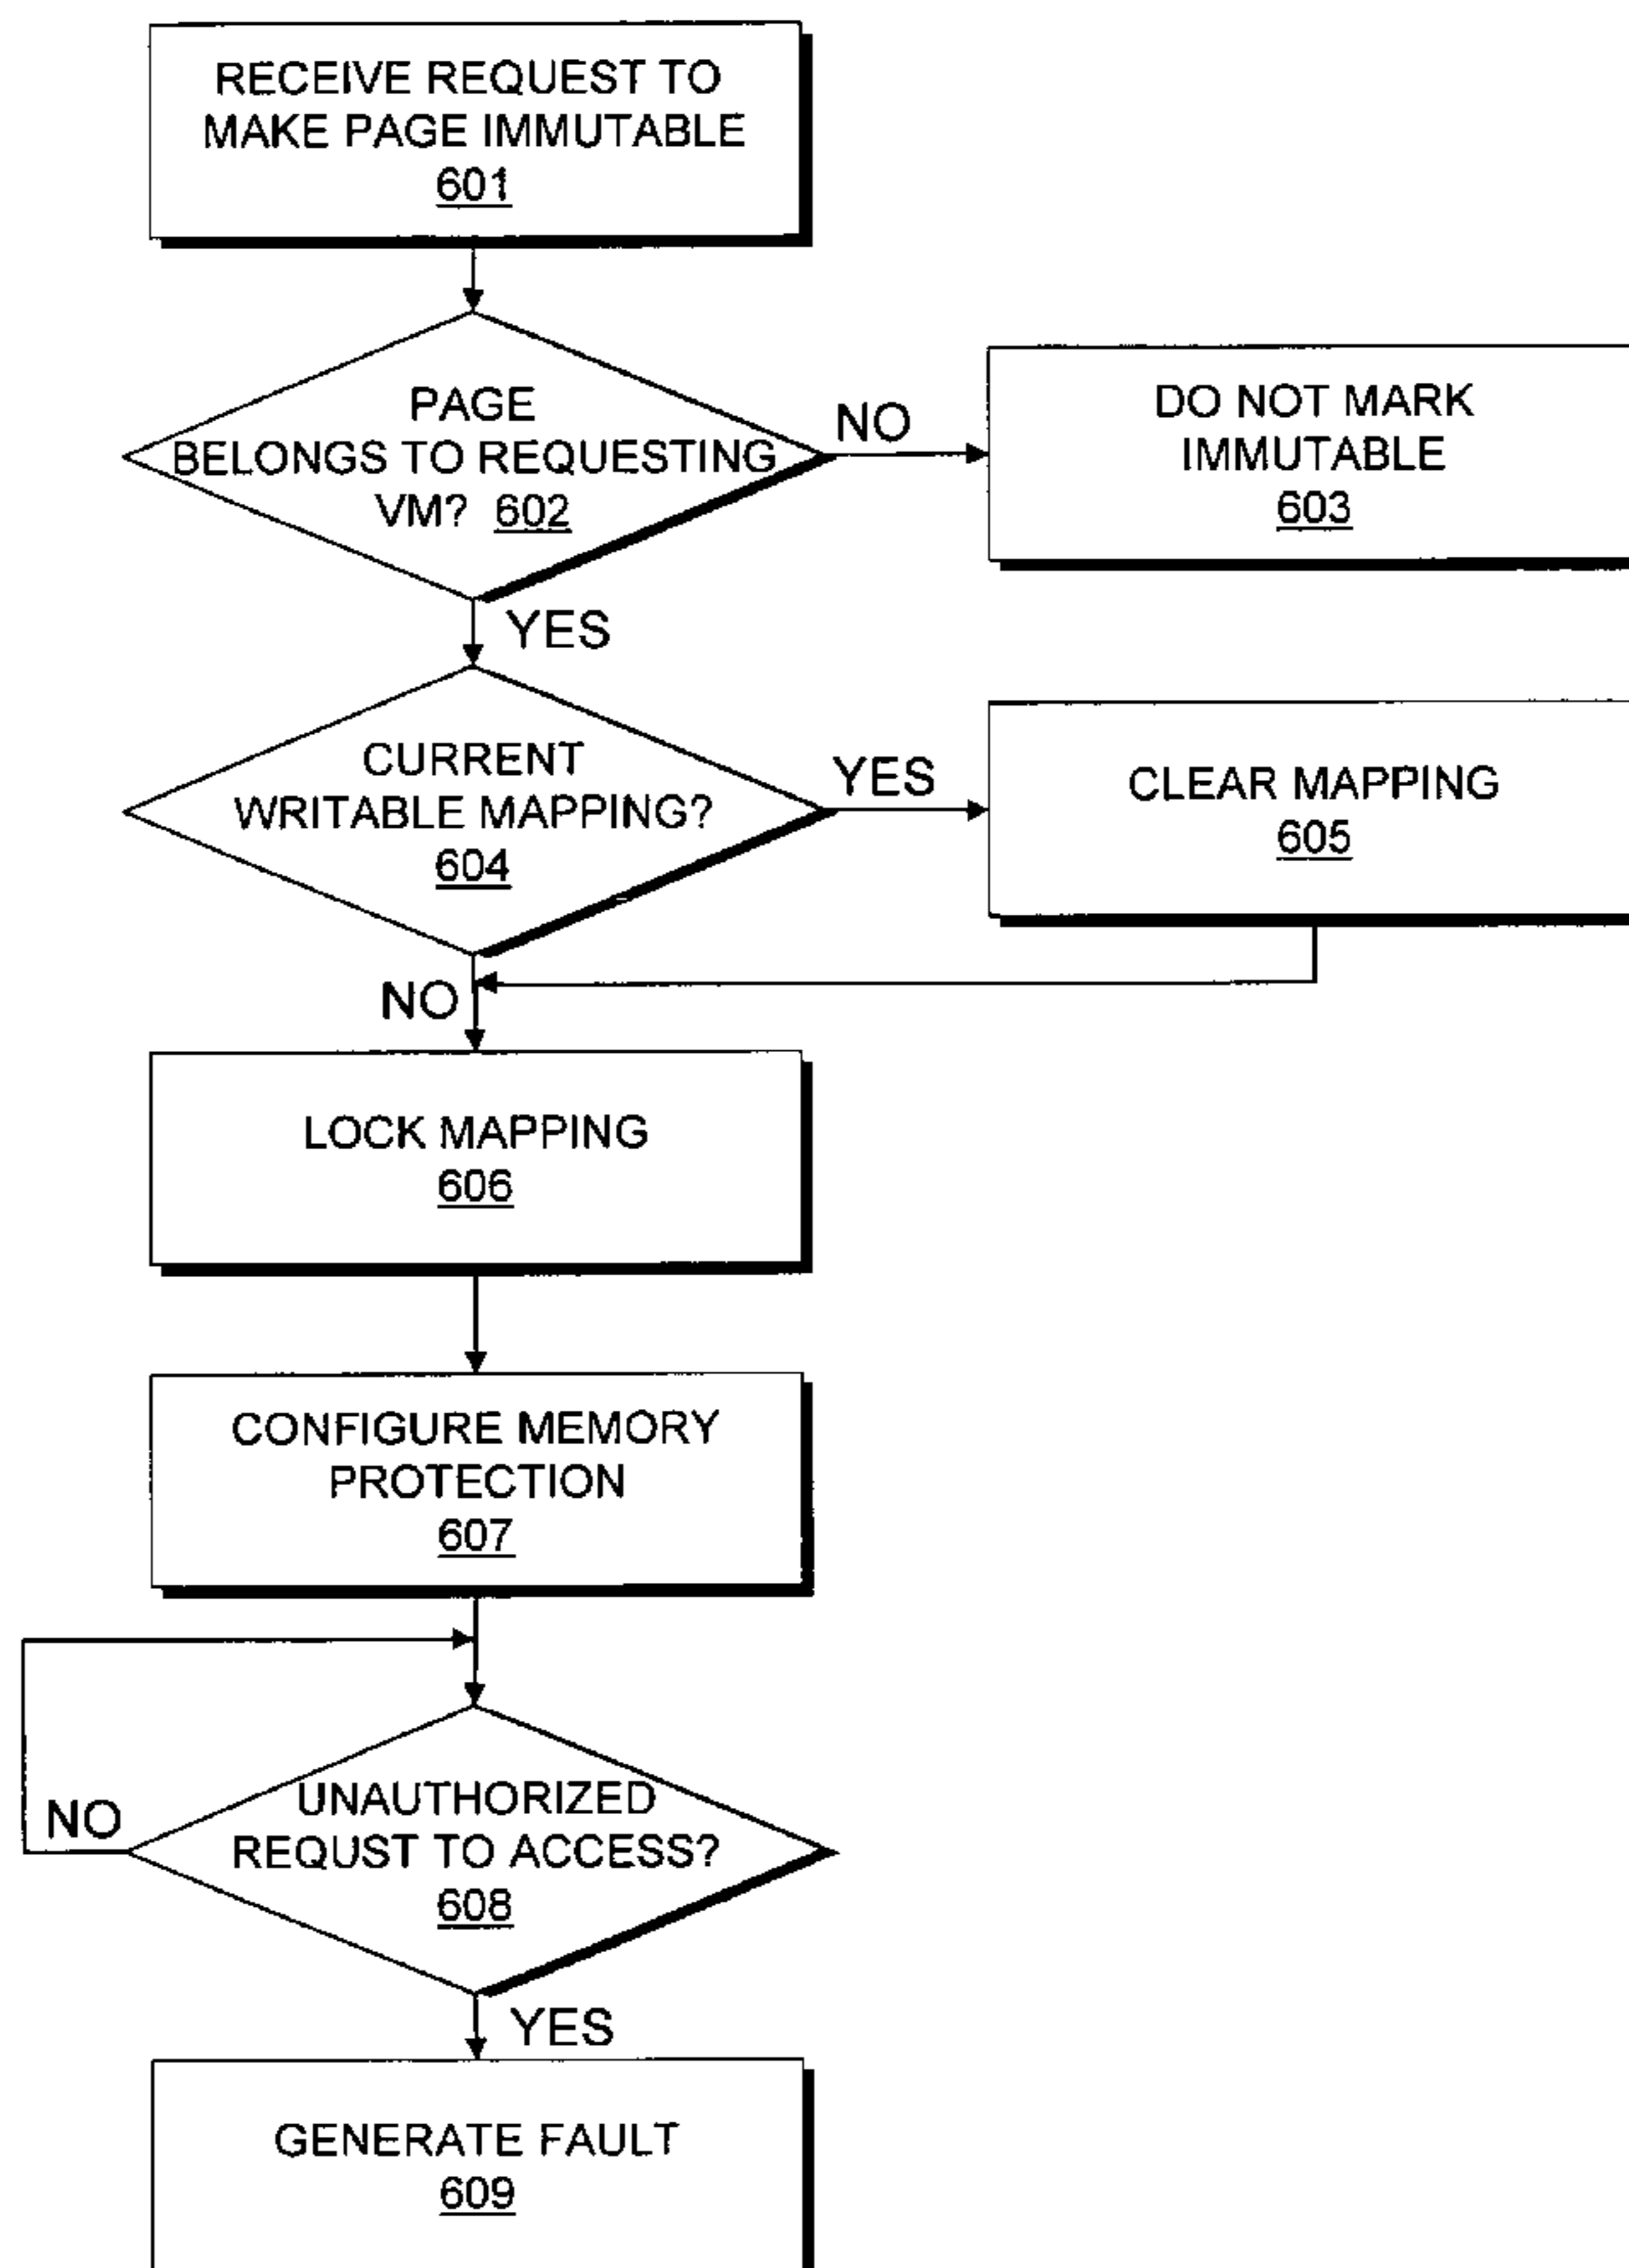 RECEIVE REQUEST TO
MAKE PAGE IMMUTABLE
601
PAGE
BELONGS TO REQUESTING
VM? 602
NO
DO NOT MARK
IMMUTABLE
603
YES
CURRENT
WRITABLE MAPPING?
604
YES
CLEAR MAPPING
605
NO
LOCK MAPPING
606
CONFIGURE MEMORY
PROTECTION
607
NO
UNAUTHORIZED
REQUST TO ACCESS?
608
YES
GENERATE FAULT
609